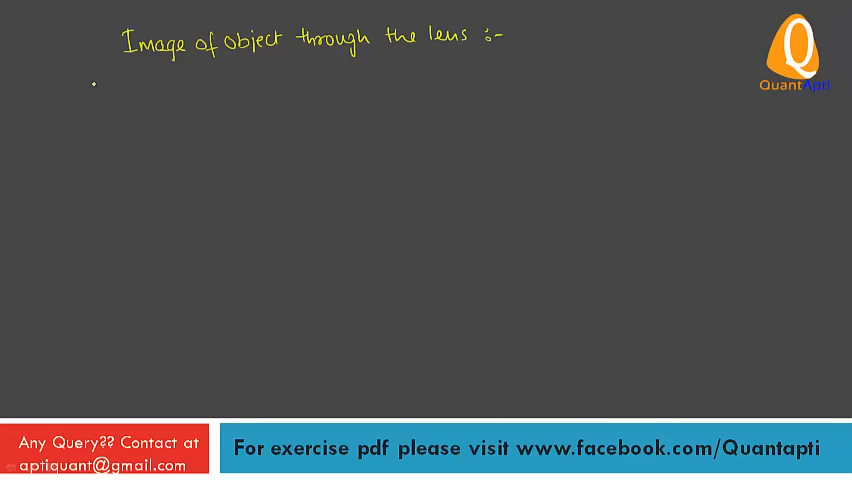 Image of object through the lens :-
QuantApti
Any Query?? Contact at
aptiquant@gmail.com
For exercise pdf please visit www.facebook.com/Quantapti